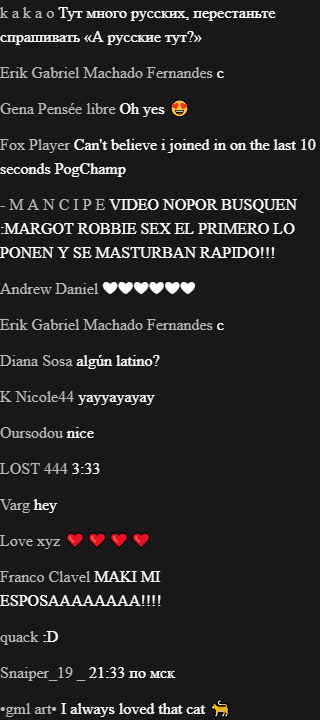 k a k a o Тут много русских, перестаньте
спрашивать «А русские тут?»
Erik Gabriel Machado Fernandes c
Gena Pensée libre Oh yes 😍
Fox Player Can't believe i joined in on the last 10
seconds PogChamp
- M A N C I P E VIDEO NOPOR BUSQUEN
:MARGOT ROBBIE SEX EL PRIMERO LO
PONEN Y SE MASTURBAN RAPIDO!!!
Andrew Daniel 🤍🤍🤍🤍🤍🤍
Erik Gabriel Machado Fernandes c
Diana Sosa algún latino?
K Nicole44 yayyayayay
Oursodou nice
LOST 444 3:33
Varg hey
Love xyz ❤️ ❤️ ❤️ ❤️
Franco Clavel MAKI MI
ESPOSAAAAAAAA!!!!
quack :D
Snaiper_19 _ 21:33 по мск
•gml art• I always loved that cat 🐈